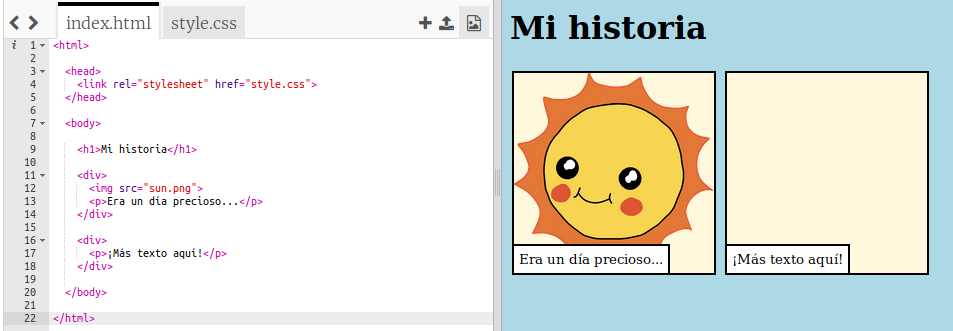 index.html style.css
i 1 <html>
2
3 <head>
4 <link rel="stylesheet" href="style.css">
5 </head>
6
7 <body>
8
9 <h1>Mi historia</h1>
10
11 <div>
12 <img src="sun.png">
13 <p>Era un día precioso...</p>
14 </div>
15
16 <div>
17 <p>¡Más texto aquí!</p>
18 </div>
19
20 </body>
21
22 </html>
Mi historia
Era un día precioso...
¡Más texto aquí!